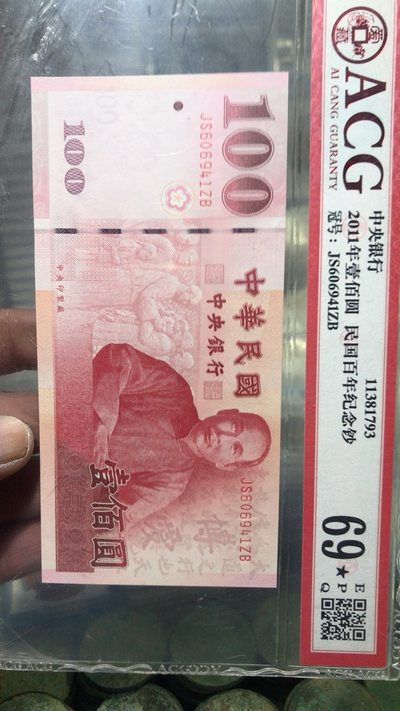 ACG
AI CANG GUARANTY
中央银行
11381793
2011年壹佰圆 民国百年纪念钞
冠号: JS606941ZB
69★
E
P
Q
100
JS606941ZB
100
中華民國
中央銀行
中央印製廠
壹佰圓
JS606941ZB
博愛